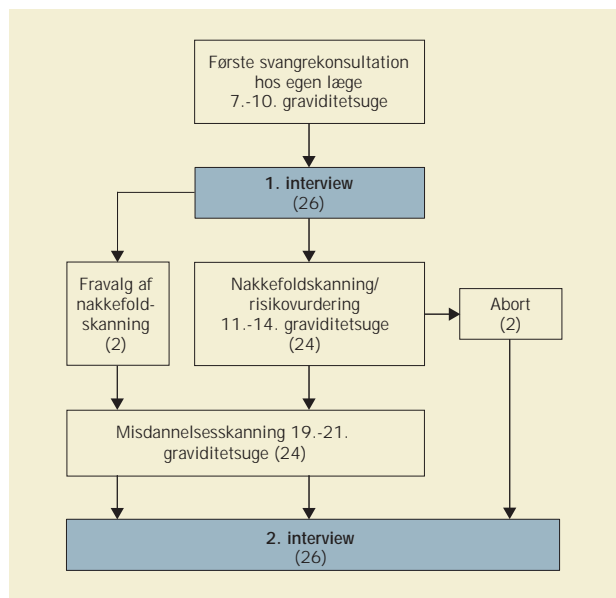 Første svangrekonsultation
hos egen læge
7.-10. graviditetsuge
1. interview
(26)
Fravalg af
nakkefold-
skanning
(2)
Nakkefoldskanning/
risikovurdering
11.-14. graviditetsuge
(24)
Abort
(2)
Misdannelsesskanning 19.-21.
graviditetsuge (24)
2. interview
(26)